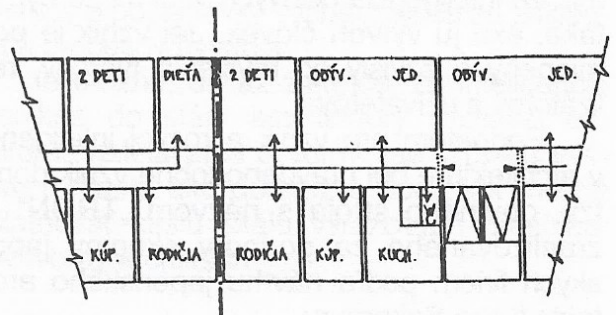 2 DETI DIEŤA 2 DETI OBÝV. JED. OBÝV. JED.
KÚP. RODIČIA RODIČIA KÚP. KUCH.